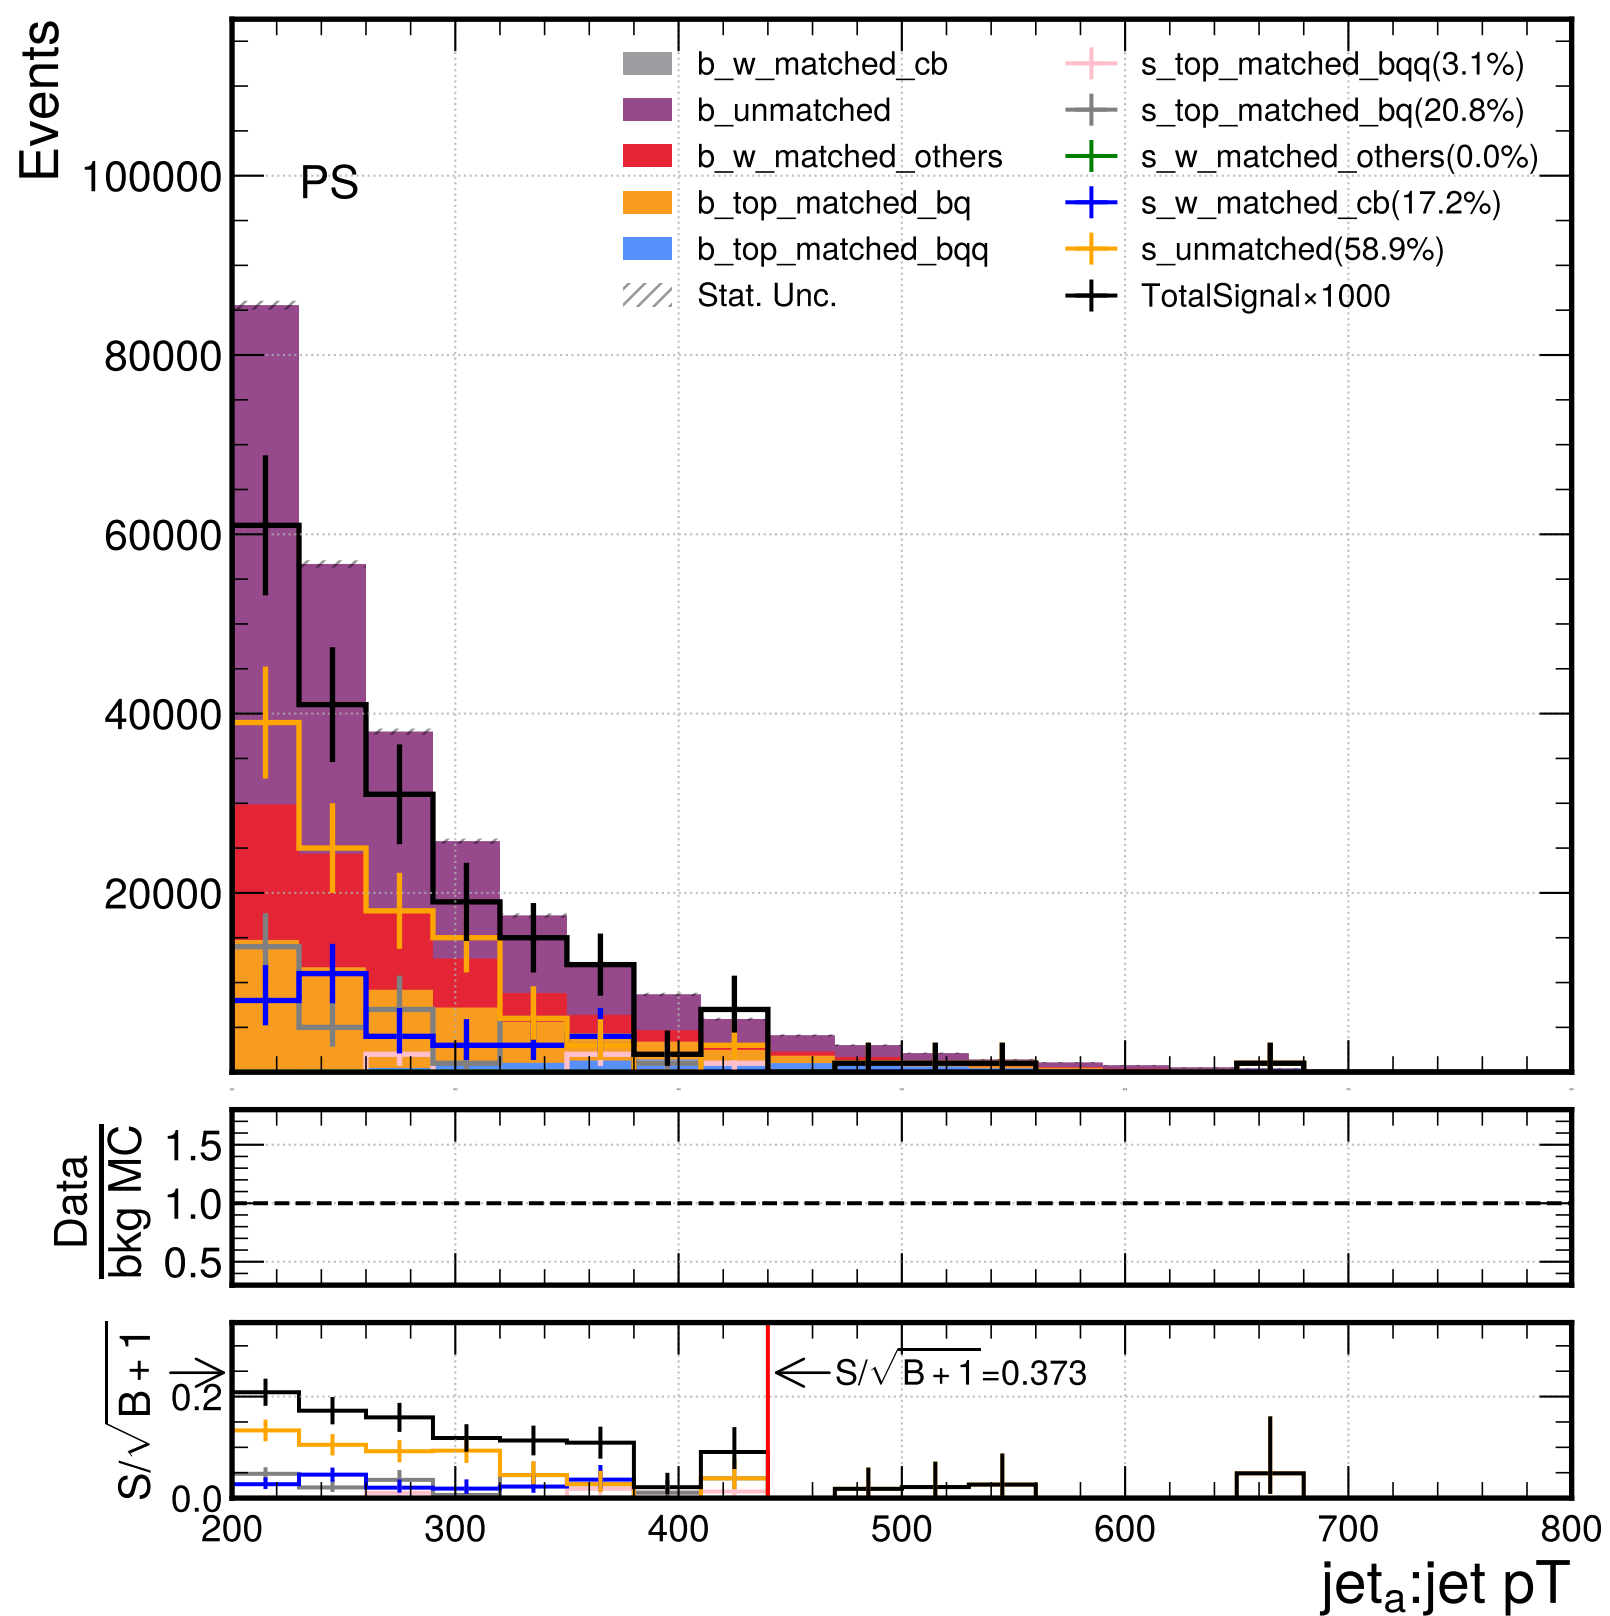 Events
100000
80000
60000
40000
20000
PS
b_w_matched_cb
b_unmatched
b_w_matched_others
b_top_matched_bq
b_top_matched_bqq
Stat. Unc.
s_top_matched_bqq(3.1%)
s_top_matched_bq(20.8%)
s_w_matched_others(0.0%)
s_w_matched_cb(17.2%)
s_unmatched(58.9%)
TotalSignal×1000
Data
bkg MC
1.5
1.0
0.5
S/√B + 1
0.2
0.0
S/√B + 1=0.373
200 300 400 500 600 700 800
jetₐ:jet pT